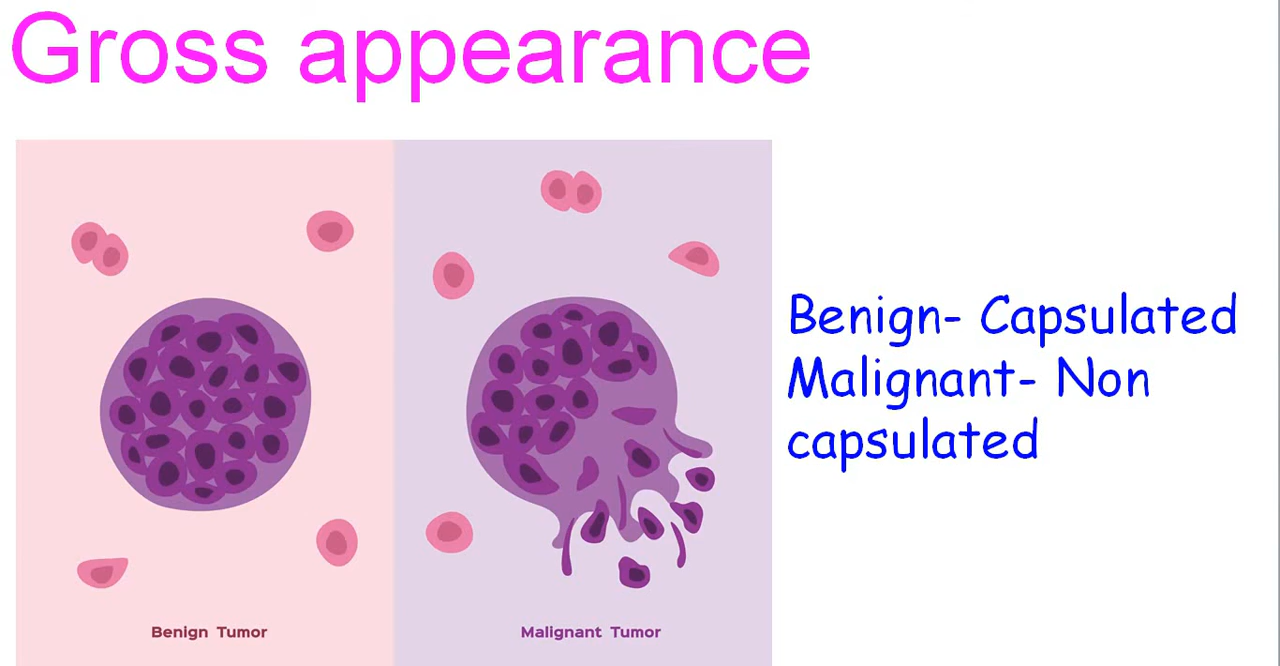 Gross appearance
Benign- Capsulated
Malignant- Non
capsulated
Benign Tumor
Malignant Tumor